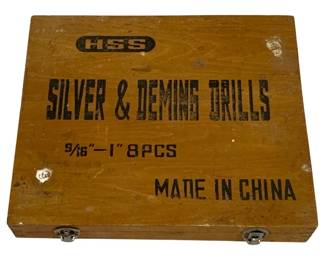 HSS
SILVER & DEMING DRILLS
9/16"-1" 8PCS
MADE IN CHINA